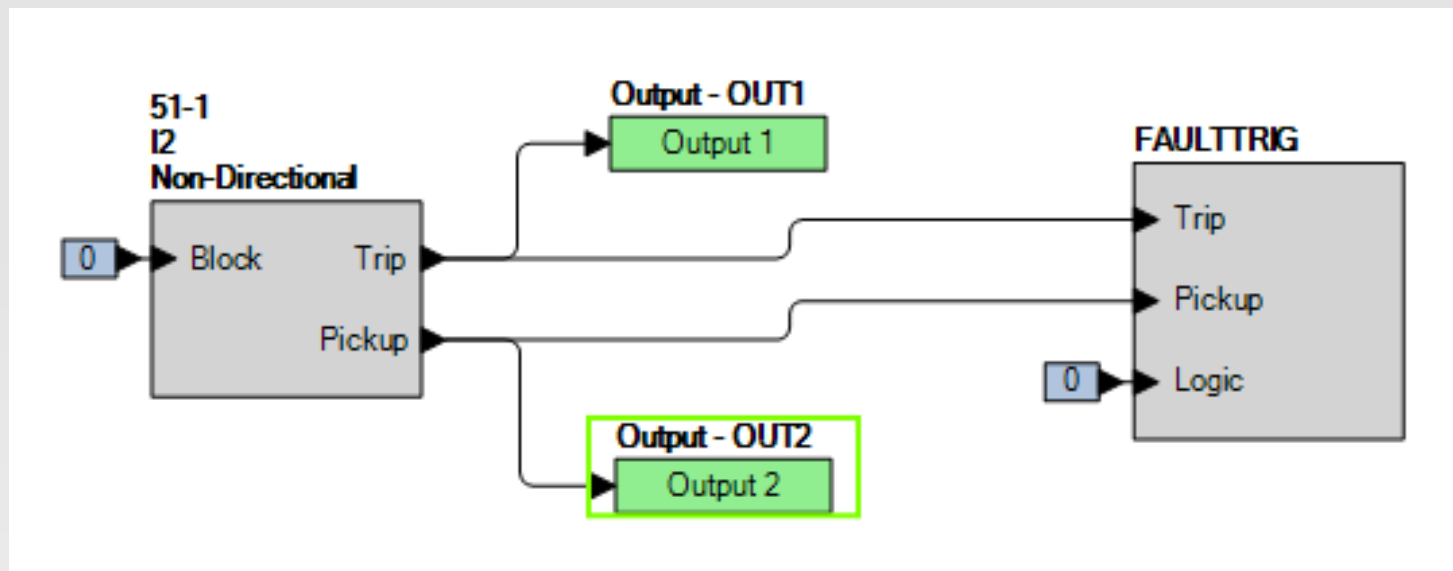 51-1
I2
Non-Directional
0
Block
Trip
Pickup
Output - OUT1
Output 1
Output - OUT2
Output 2
FAULTTRIG
Trip
Pickup
0
Logic